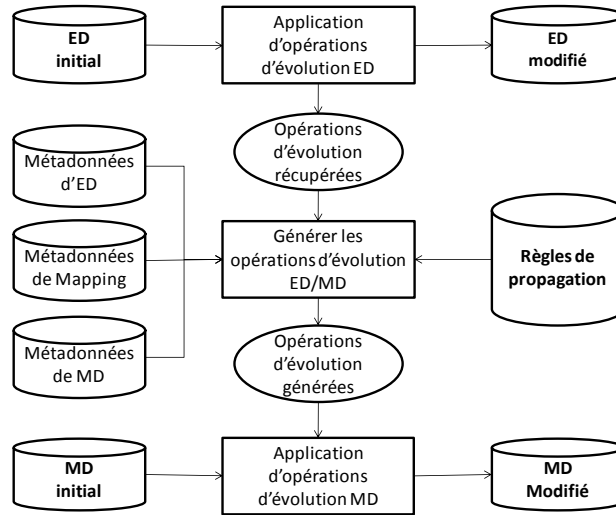 ED
initial
Application
d'opérations
d'évolution ED
ED
modifié
Opérations
d'évolution
récupérées
Métadonnées
d'ED
Métadonnées
de Mapping
Métadonnées
de MD
Générer les
opérations d'évolution
ED/MD
Règles de
propagation
Opérations
d'évolution
générées
MD
initial
Application
d'opérations
d'évolution MD
MD
Modifié